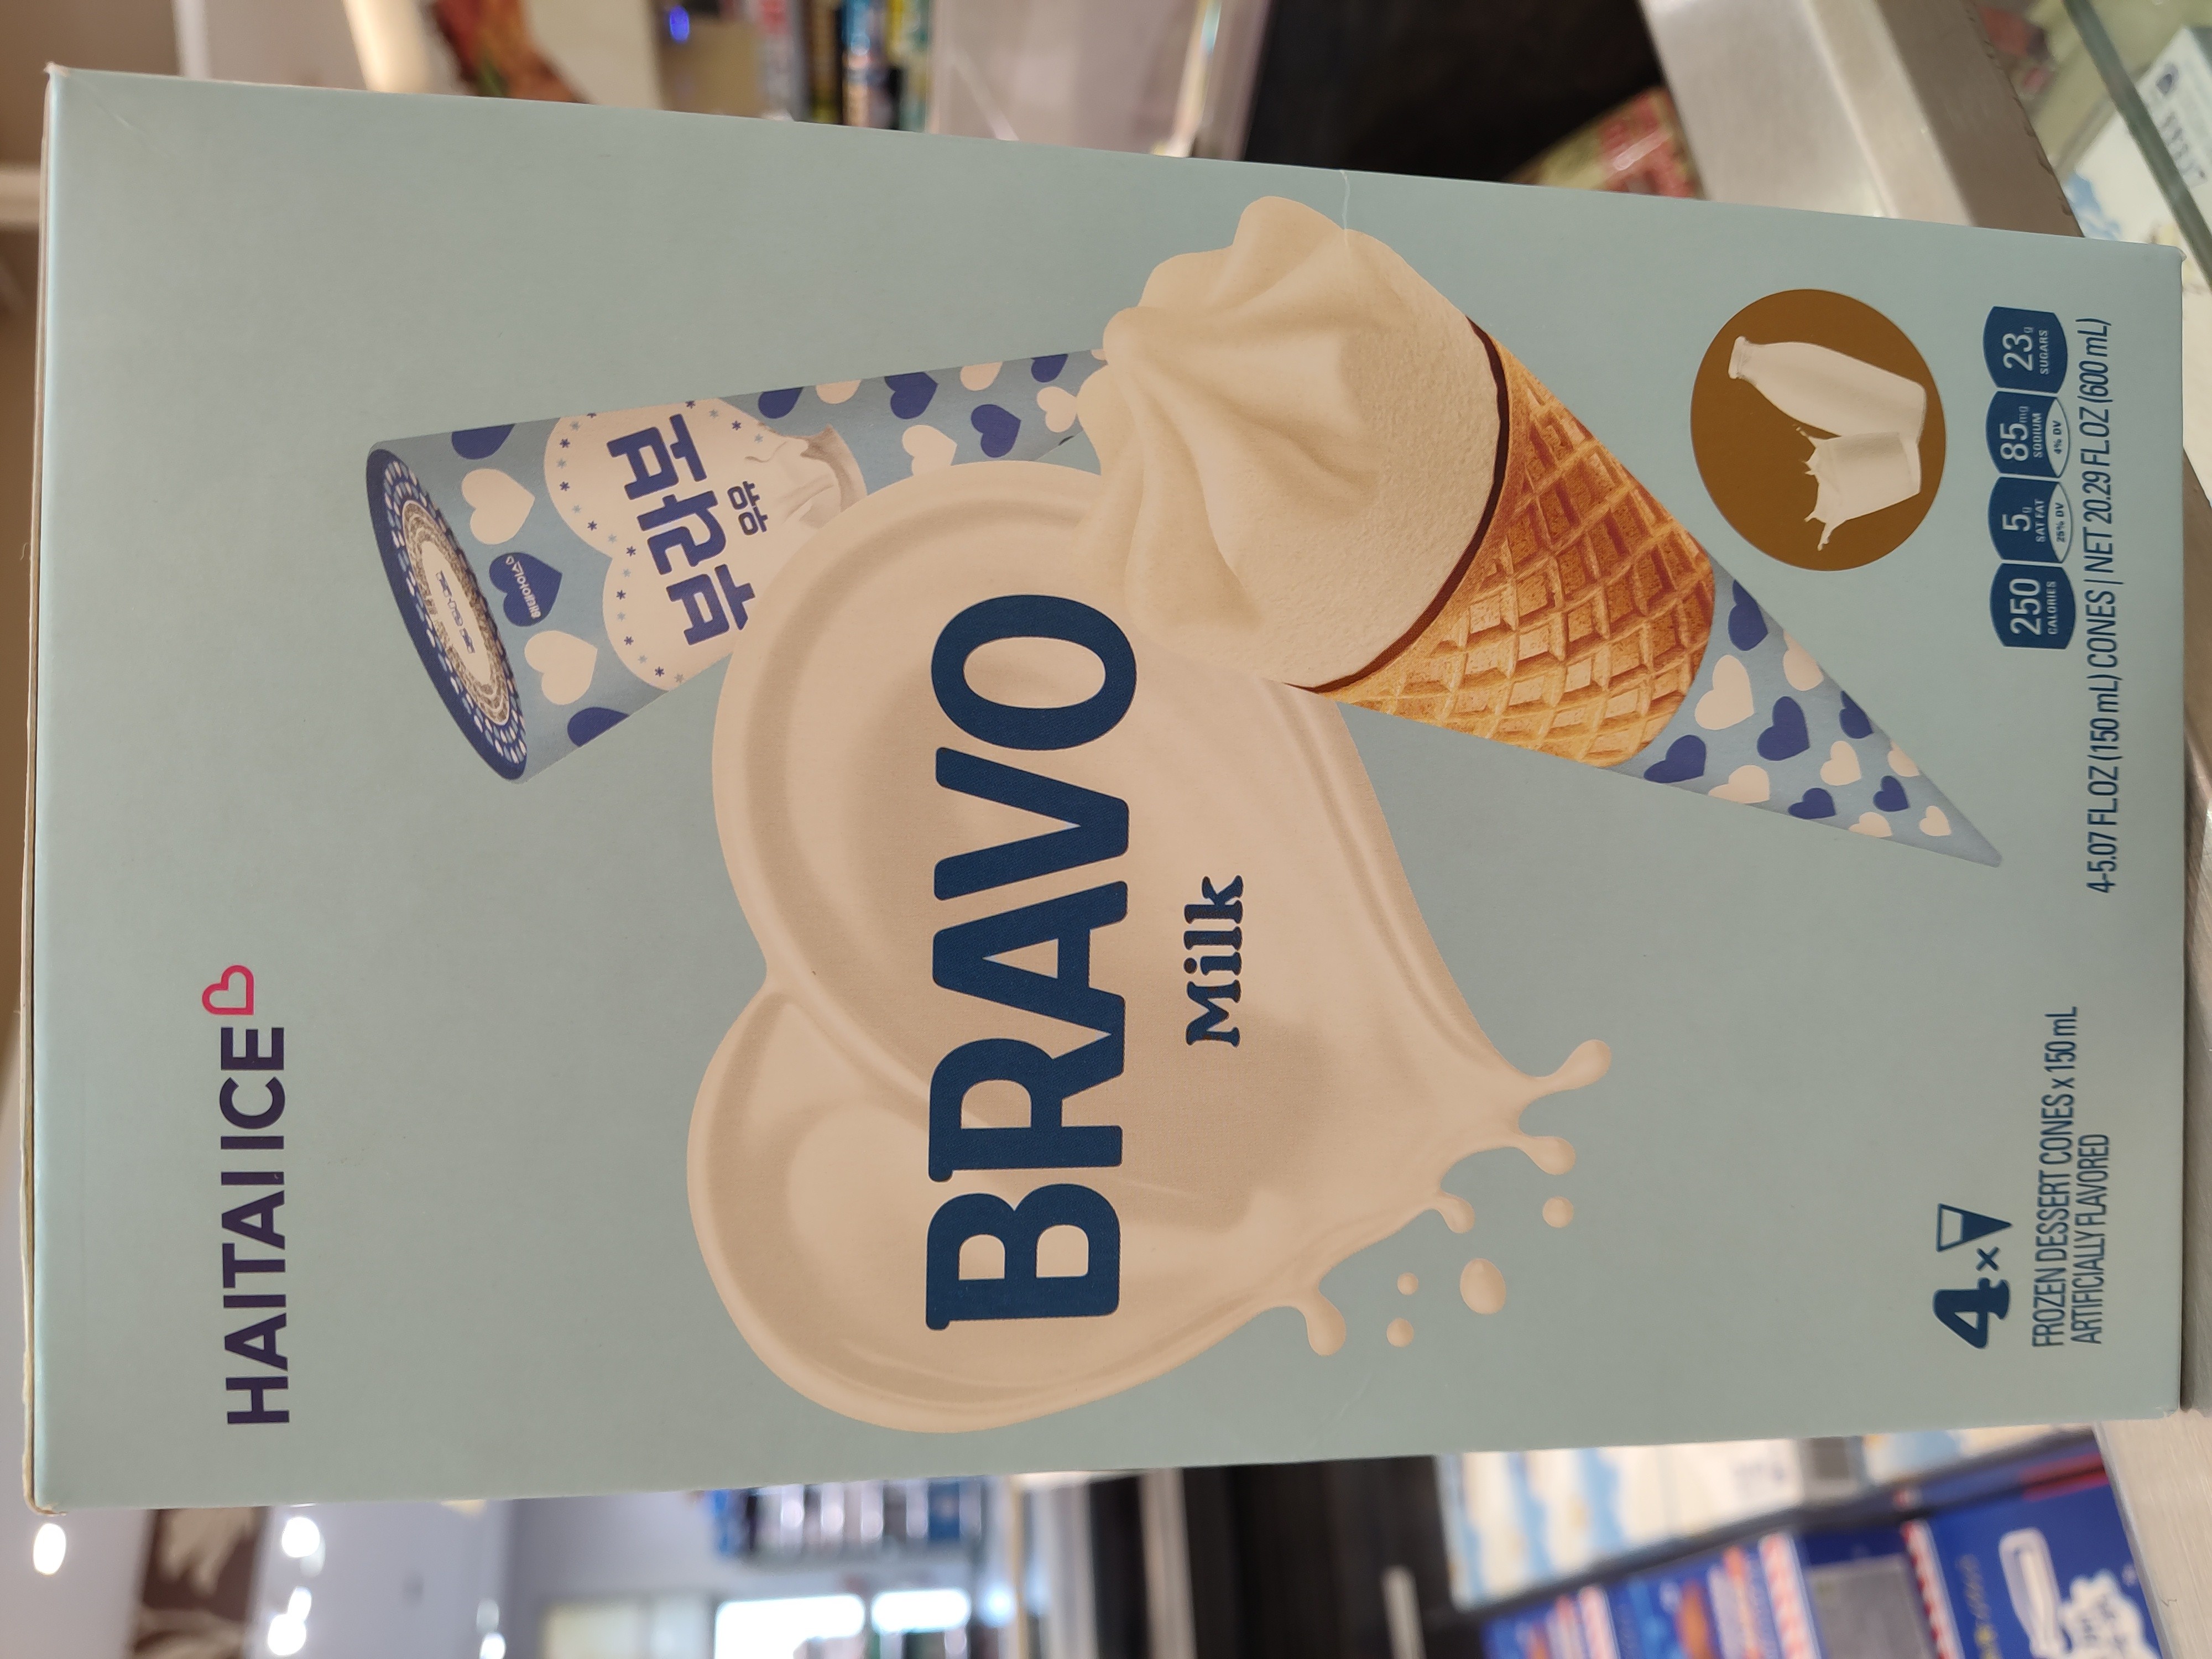 HAITAI ICE
부라보
우유
BRAVO
Milk
4x
FROZEN DESSERT CONES x 150 mL
ARTIFICIALLY FLAVORED
250
CALORIES
5g
SAT FAT
25% DV
85mg
SODIUM
4% DV
23g
SUGARS
4-5.07 FL OZ (150 mL) CONES | NET 20.29 FL OZ (600 mL)